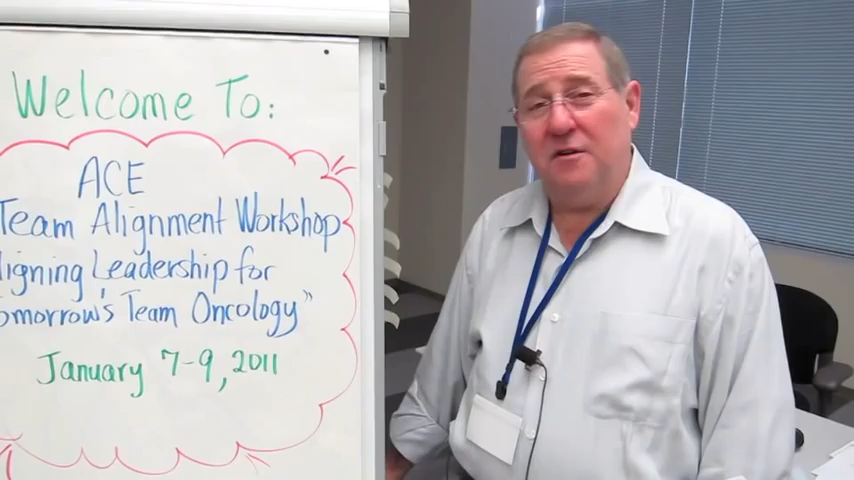 Welcome To:
ACE
Team Alignment Workshop
ligning Leadership for
omorrow's Team Oncology"
January 7-9, 2011